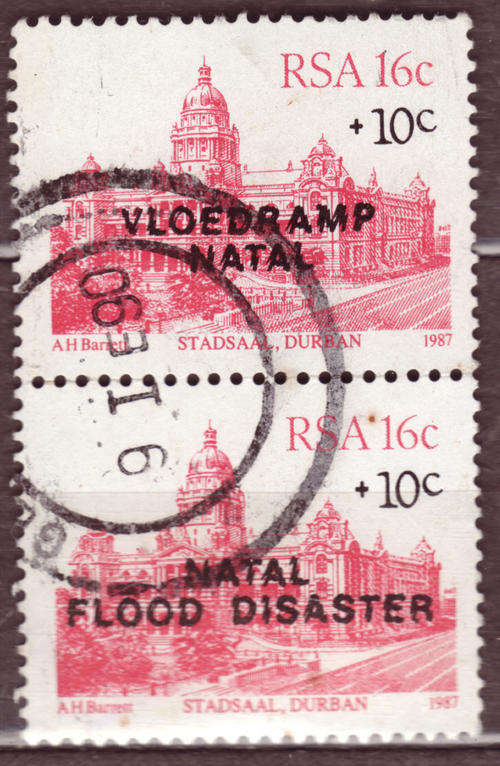 RSA 16c
+10c
VLOEDRAMP
NATAL
A H Barrett STADSAAL, DURBAN 1987
RSA 16c
+10c
NATAL
FLOOD DISASTER
A H Barrett STADSAAL, DURBAN 1987